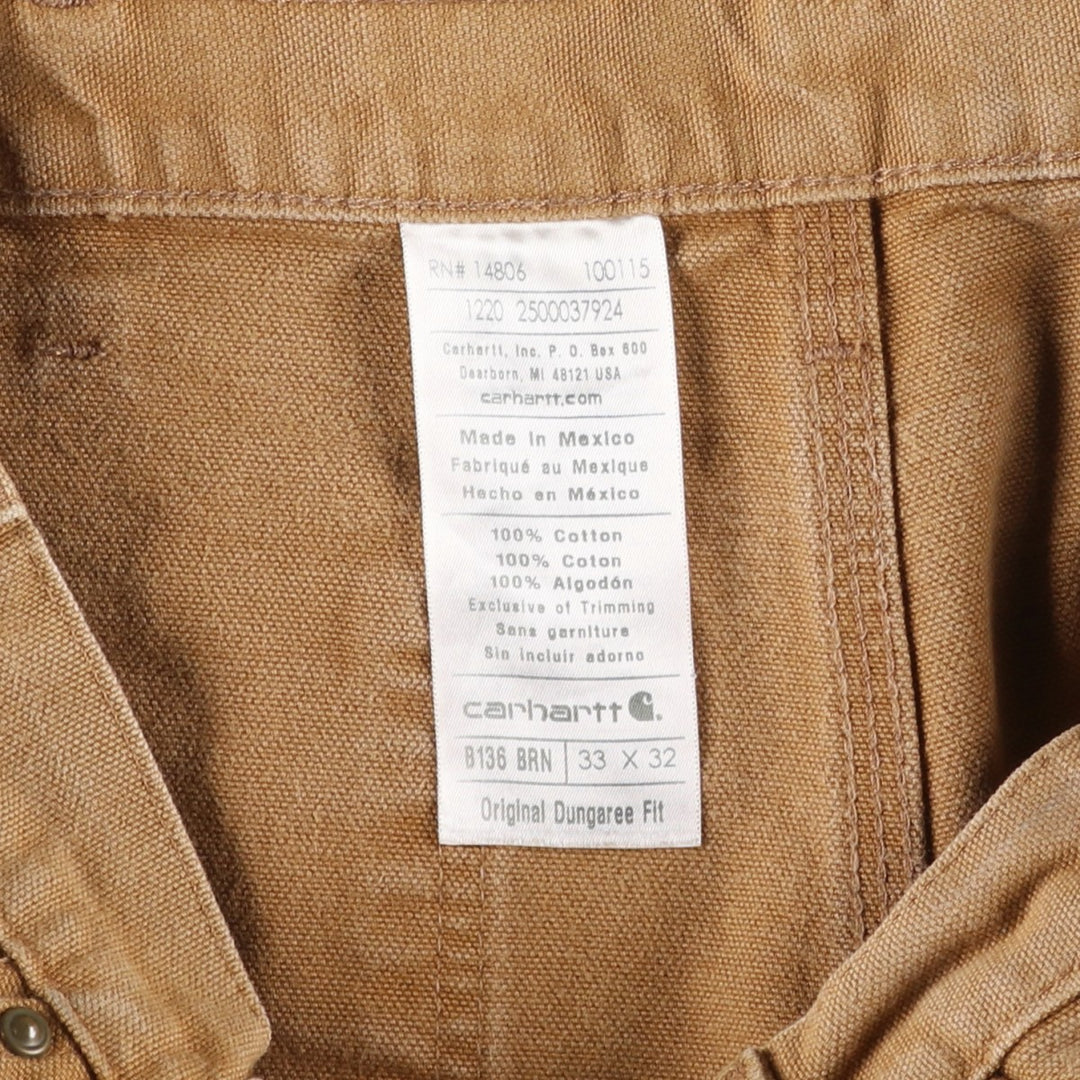 RN# 14806 100115
1220 2500037924
Carhartt, Inc. P. O. Box 600
Dearborn, MI 48121 USA
carhartt.com
Made in Mexico
Fabriqué au Mexique
Hecho en México
100% Cotton
100% Coton
100% Algodón
Exclusive of Trimming
Sans garniture
Sin incluir adorno
carhartt
B136 BRN 33 X 32
Original Dungaree Fit